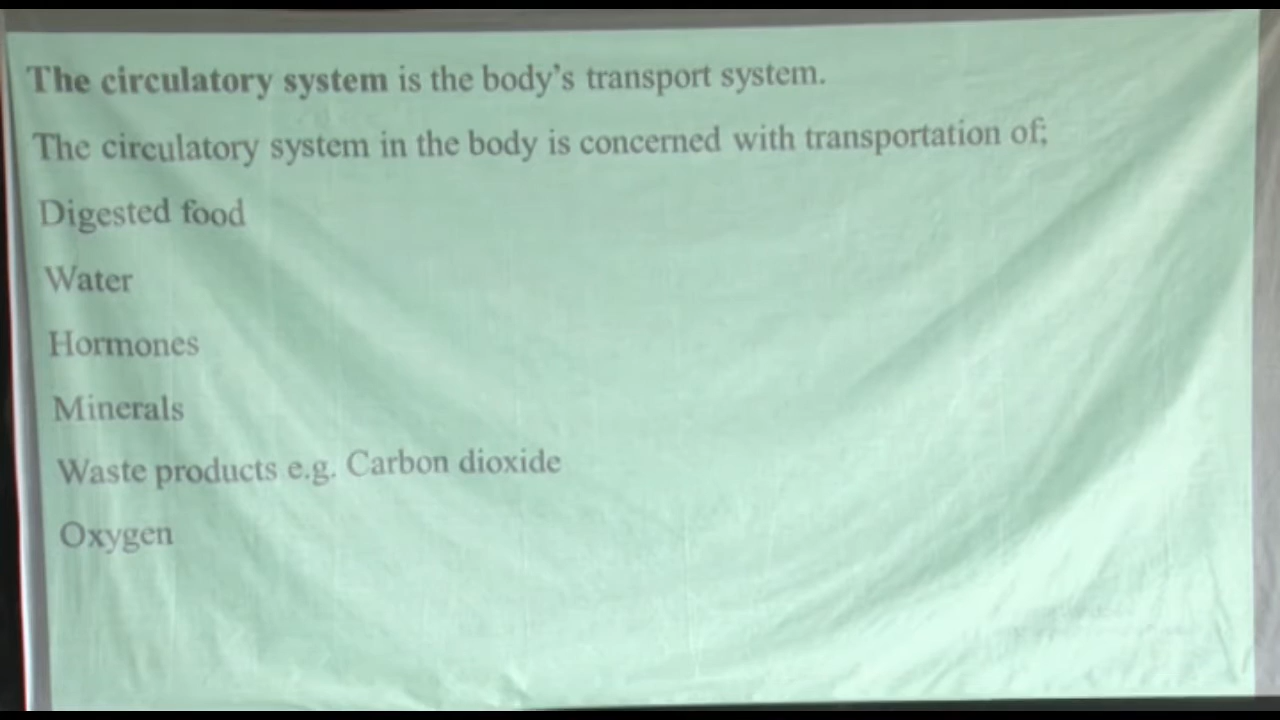 The circulatory system is the body's transport system.
The circulatory system in the body is concerned with transportation of;
Digested food
Water
Hormones
Minerals
Waste products e.g. Carbon dioxide
Oxygen